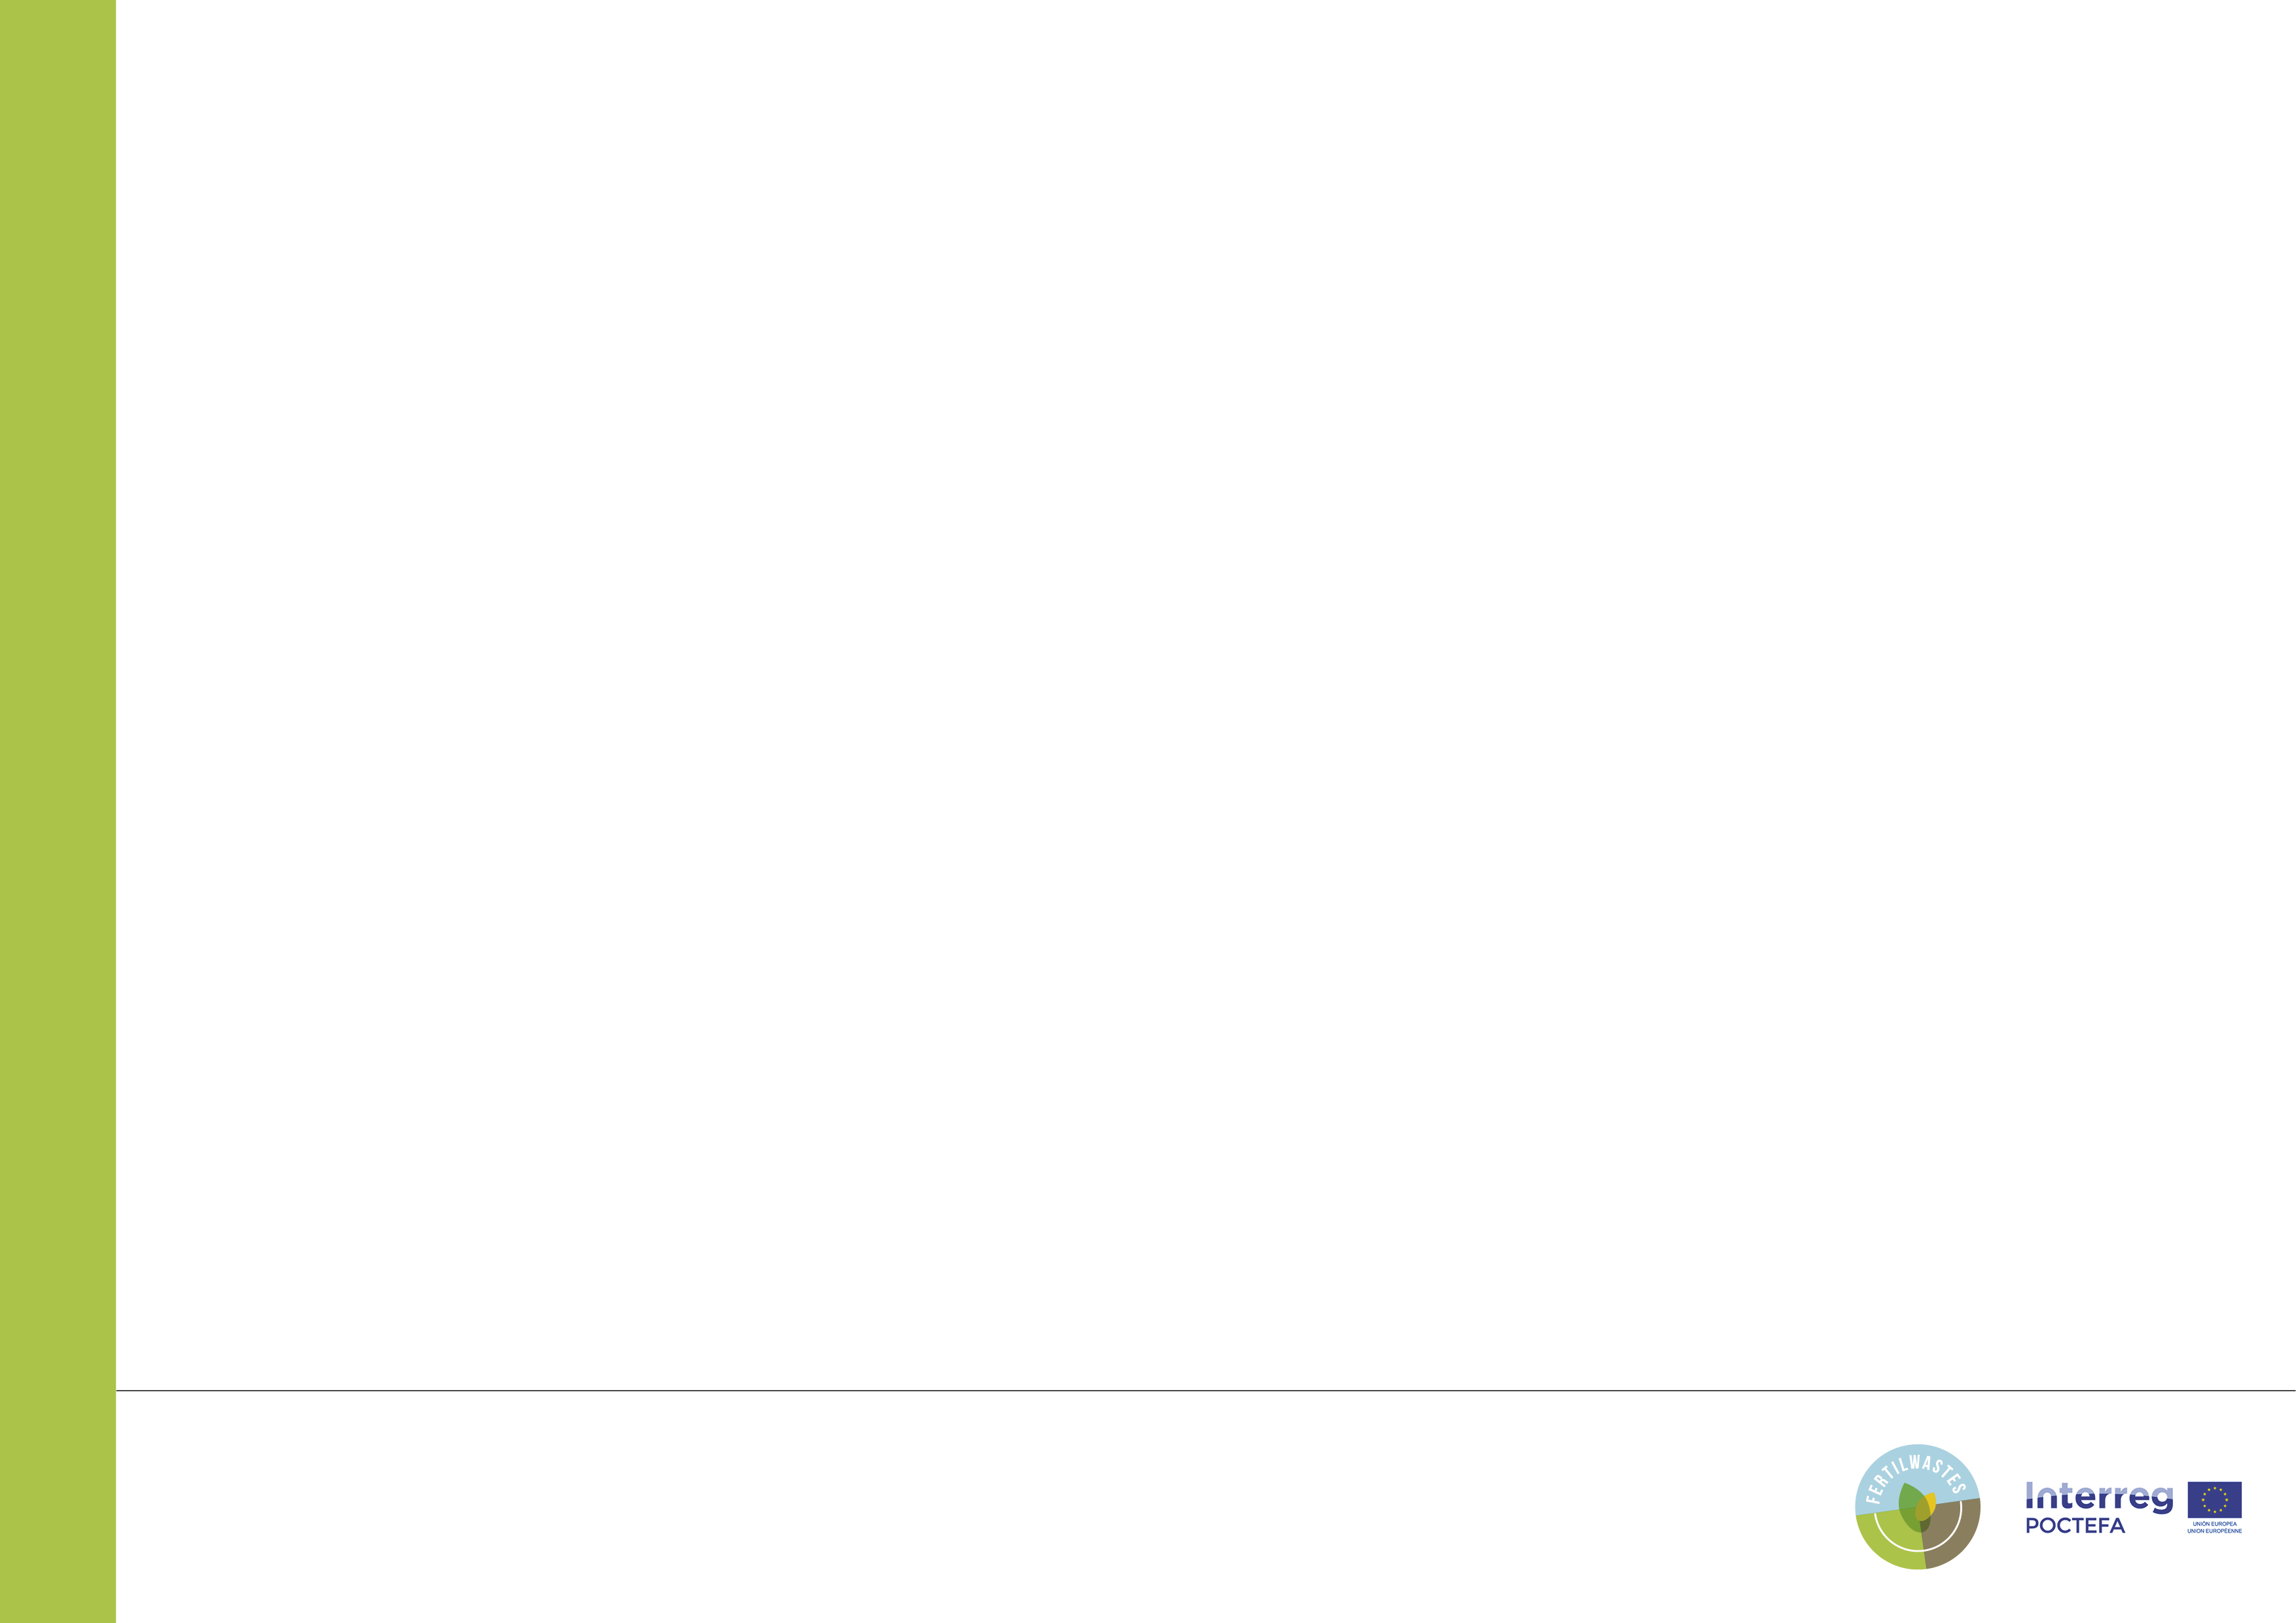 FERTILWASTES
Interreg
POCTEFA
UNIÓN EUROPEA
UNION EUROPÉENNE